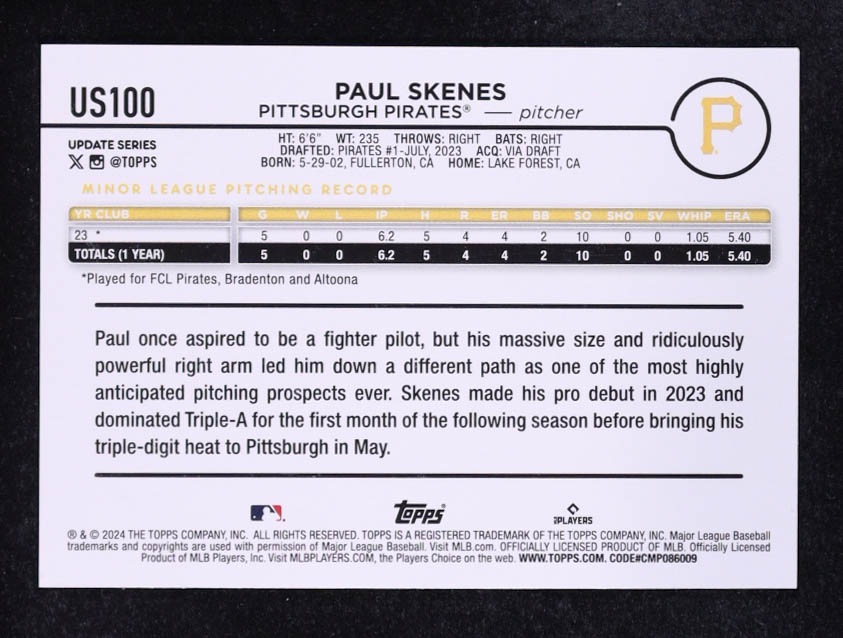 US100
PAUL SKENES
PITTSBURGH PIRATES® — pitcher
P
UPDATE SERIES
@TOPPS
HT: 6'6" WT: 235 THROWS: RIGHT BATS: RIGHT
DRAFTED: PIRATES #1-JULY, 2023 ACQ: VIA DRAFT
BORN: 5-29-02, FULLERTON, CA HOME: LAKE FOREST, CA
MINOR LEAGUE PITCHING RECORD
YR CLUB G W L IP H R ER BB SO SHO SV WHIP ERA
23 * 5 0 0 6.2 5 4 4 2 10 0 0 1.05 5.40
TOTALS (1 YEAR) 5 0 0 6.2 5 4 4 2 10 0 0 1.05 5.40
*Played for FCL Pirates, Bradenton and Altoona
Paul once aspired to be a fighter pilot, but his massive size and ridiculously
powerful right arm led him down a different path as one of the most highly
anticipated pitching prospects ever. Skenes made his pro debut in 2023 and
dominated Triple-A for the first month of the following season before bringing his
triple-digit heat to Pittsburgh in May.
Topps®
PLAYERS
® & © 2024 THE TOPPS COMPANY, INC. ALL RIGHTS RESERVED. TOPPS IS A REGISTERED TRADEMARK OF THE TOPPS COMPANY, INC. Major League Baseball
trademarks and copyrights are used with permission of Major League Baseball. Visit MLB.com. OFFICIALLY LICENSED PRODUCT OF MLB. Officially Licensed
Product of MLB Players, Inc. Visit MLBPLAYERS.COM, the Players Choice on the web. WWW.TOPPS.COM. CODE#CMP086009